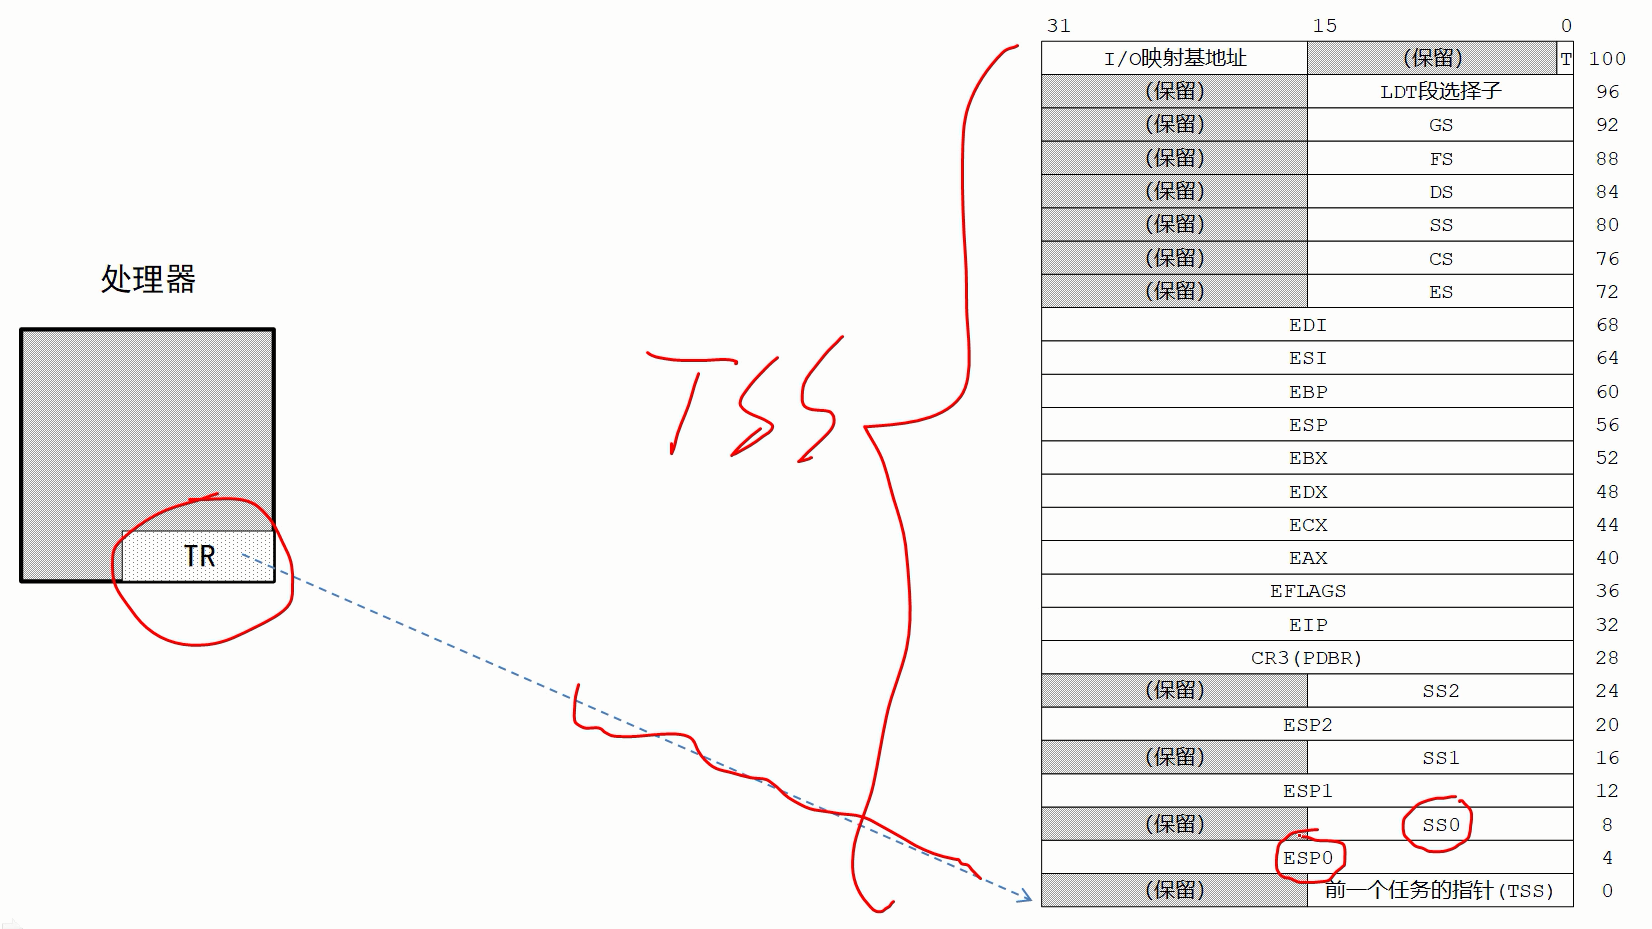 31 15 0
I/O映射基地址 (保留) T 100
(保留) LDT段选择子 96
(保留) GS 92
(保留) FS 88
(保留) DS 84
(保留) SS 80
(保留) CS 76
(保留) ES 72
EDI 68
ESI 64
EBP 60
ESP 56
EBX 52
EDX 48
ECX 44
EAX 40
EFLAGS 36
EIP 32
CR3(PDBR) 28
(保留) SS2 24
ESP2 20
(保留) SS1 16
ESP1 12
(保留) SS0 8
ESP0 4
(保留) 前一个任务的指针(TSS) 0
处理器
TR
TSS